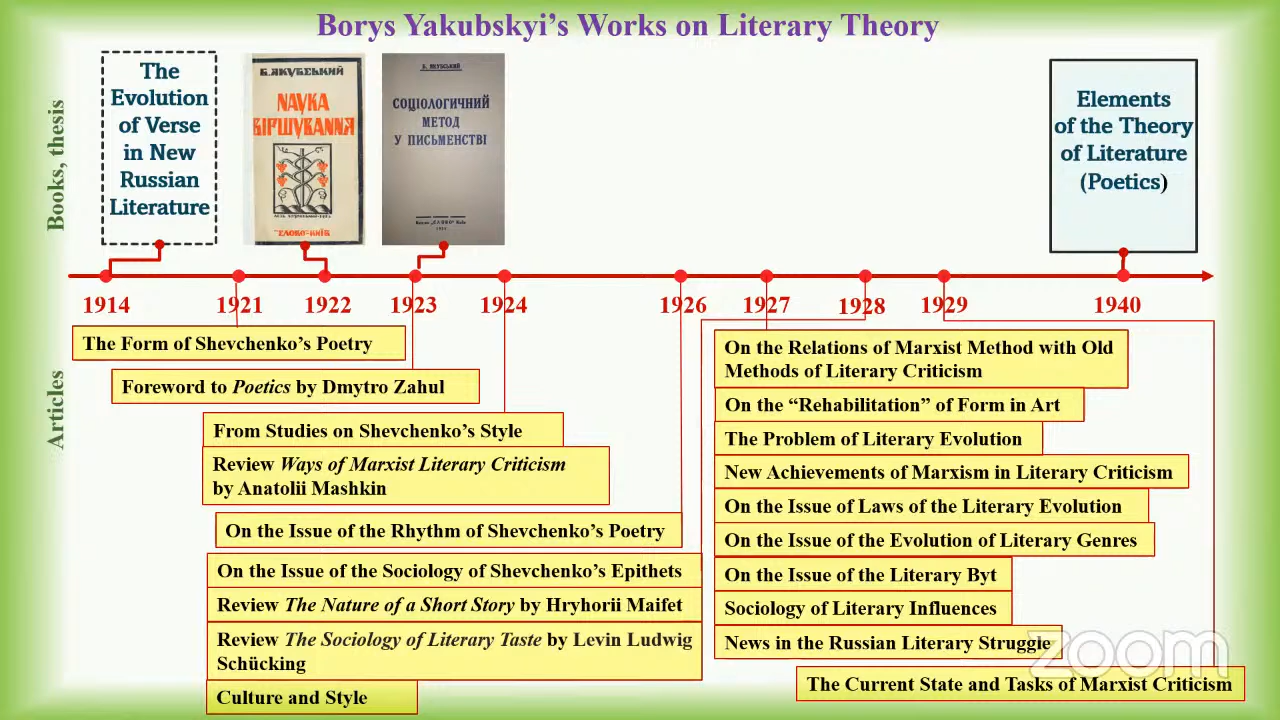 Borys Yakubskyi’s Works on Literary Theory
Books, thesis
The
Evolution
of Verse
in New
Russian
Literature
Б. ЯКУБСЬКИЙ
НАУКА
ВІРШУВАННЯ
"СЛОВО"-КИЇВ
Б. ЯКУБСЬКИЙ
СОЦІОЛОГИЧНИЙ
МЕТОД
У ПИСЬМЕНСТВІ
Elements
of the Theory
of Literature
(Poetics)
1914
1921
1922
1923
1924
1926
1927
1928
1929
1940
Articles
The Form of Shevchenko’s Poetry
Foreword to Poetics by Dmytro Zahul
From Studies on Shevchenko’s Style
Review Ways of Marxist Literary Criticism
by Anatolii Mashkin
On the Issue of the Rhythm of Shevchenko’s Poetry
On the Issue of the Sociology of Shevchenko’s Epithets
Review The Nature of a Short Story by Hryhorii Maifet
Review The Sociology of Literary Taste by Levin Ludwig
Schücking
Culture and Style
On the Relations of Marxist Method with Old
Methods of Literary Criticism
On the “Rehabilitation” of Form in Art
The Problem of Literary Evolution
New Achievements of Marxism in Literary Criticism
On the Issue of Laws of the Literary Evolution
On the Issue of the Evolution of Literary Genres
On the Issue of the Literary Byt
Sociology of Literary Influences
News in the Russian Literary Struggle
The Current State and Tasks of Marxist Criticism
zoom